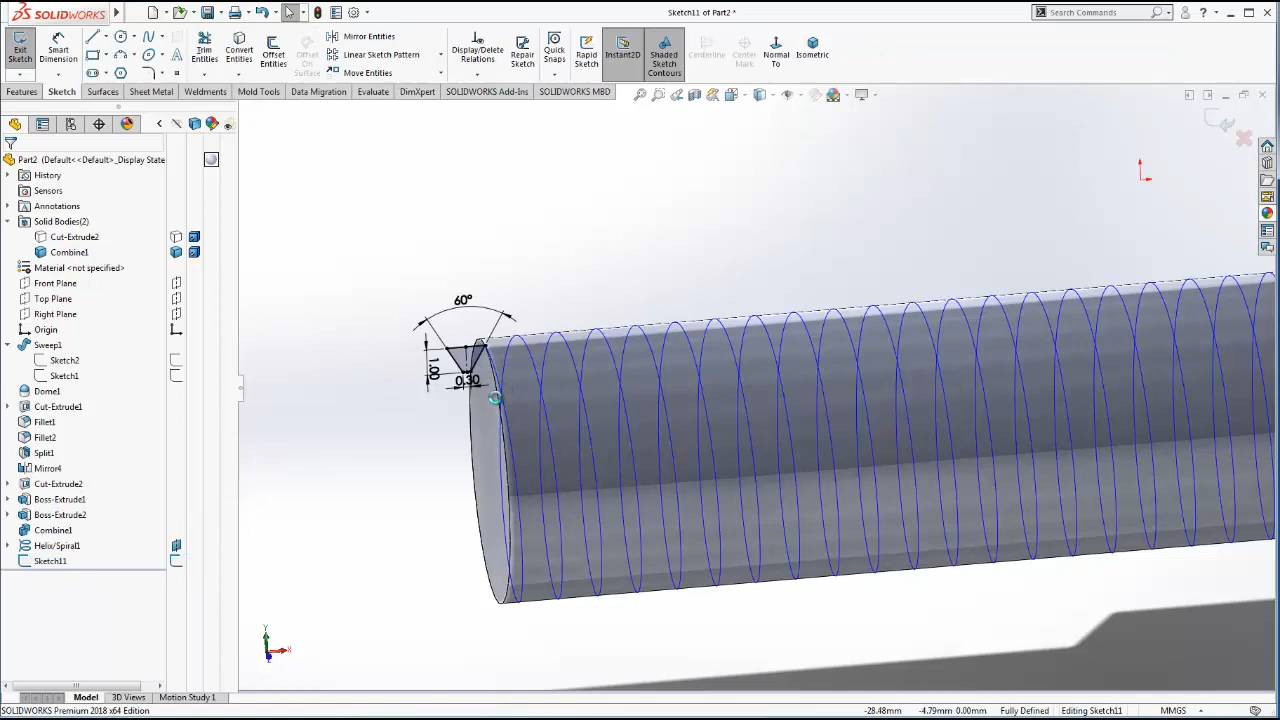 SOLIDWORKS
Sketch11 of Part2 *
Search Commands
Exit Sketch
Smart Dimension
Trim Entities
Convert Entities
Offset Entities
Offset On Surface
Mirror Entities
Linear Sketch Pattern
Move Entities
Display/Delete Relations
Repair Sketch
Quick Snaps
Rapid Sketch
Instant2D
Shaded Sketch Contours
Centerline
Center Mark
Normal To
Isometric
Features
Sketch
Surfaces
Sheet Metal
Weldments
Mold Tools
Data Migration
Evaluate
DimXpert
SOLIDWORKS Add-Ins
SOLIDWORKS MBD
Part2 (Default<<Default>_Display State
History
Sensors
Annotations
Solid Bodies(2)
Cut-Extrude2
Combine1
Material <not specified>
Front Plane
Top Plane
Right Plane
Origin
Sweep1
Sketch2
Sketch1
Dome1
Cut-Extrude1
Fillet1
Fillet2
Split1
Mirror4
Cut-Extrude2
Boss-Extrude1
Boss-Extrude2
Combine1
Helix/Spiral1
Sketch11
60°
1.00
0.30
Y
X
Z
Model
3D Views
Motion Study 1
SOLIDWORKS Premium 2018 x64 Edition
-28.48mm
-4.79mm
0.00mm
Fully Defined
Editing Sketch11
MMGS